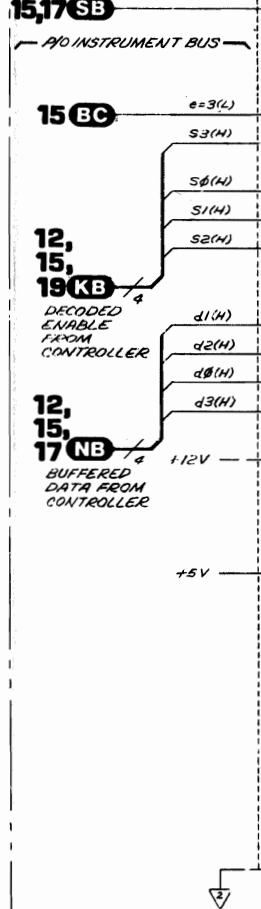 15,17 SB
P/O INSTRUMENT BUS
15 BC
e=3(L)
S3(H)
SØ(H)
S1(H)
S2(H)
12,
15,
19 KB
4
DECODED
ENABLE
FROM
CONTROLLER
d1(H)
d2(H)
dØ(H)
d3(H)
12,
15,
17 NB
4
BUFFERED
DATA FROM
CONTROLLER
+12V
+5V
2